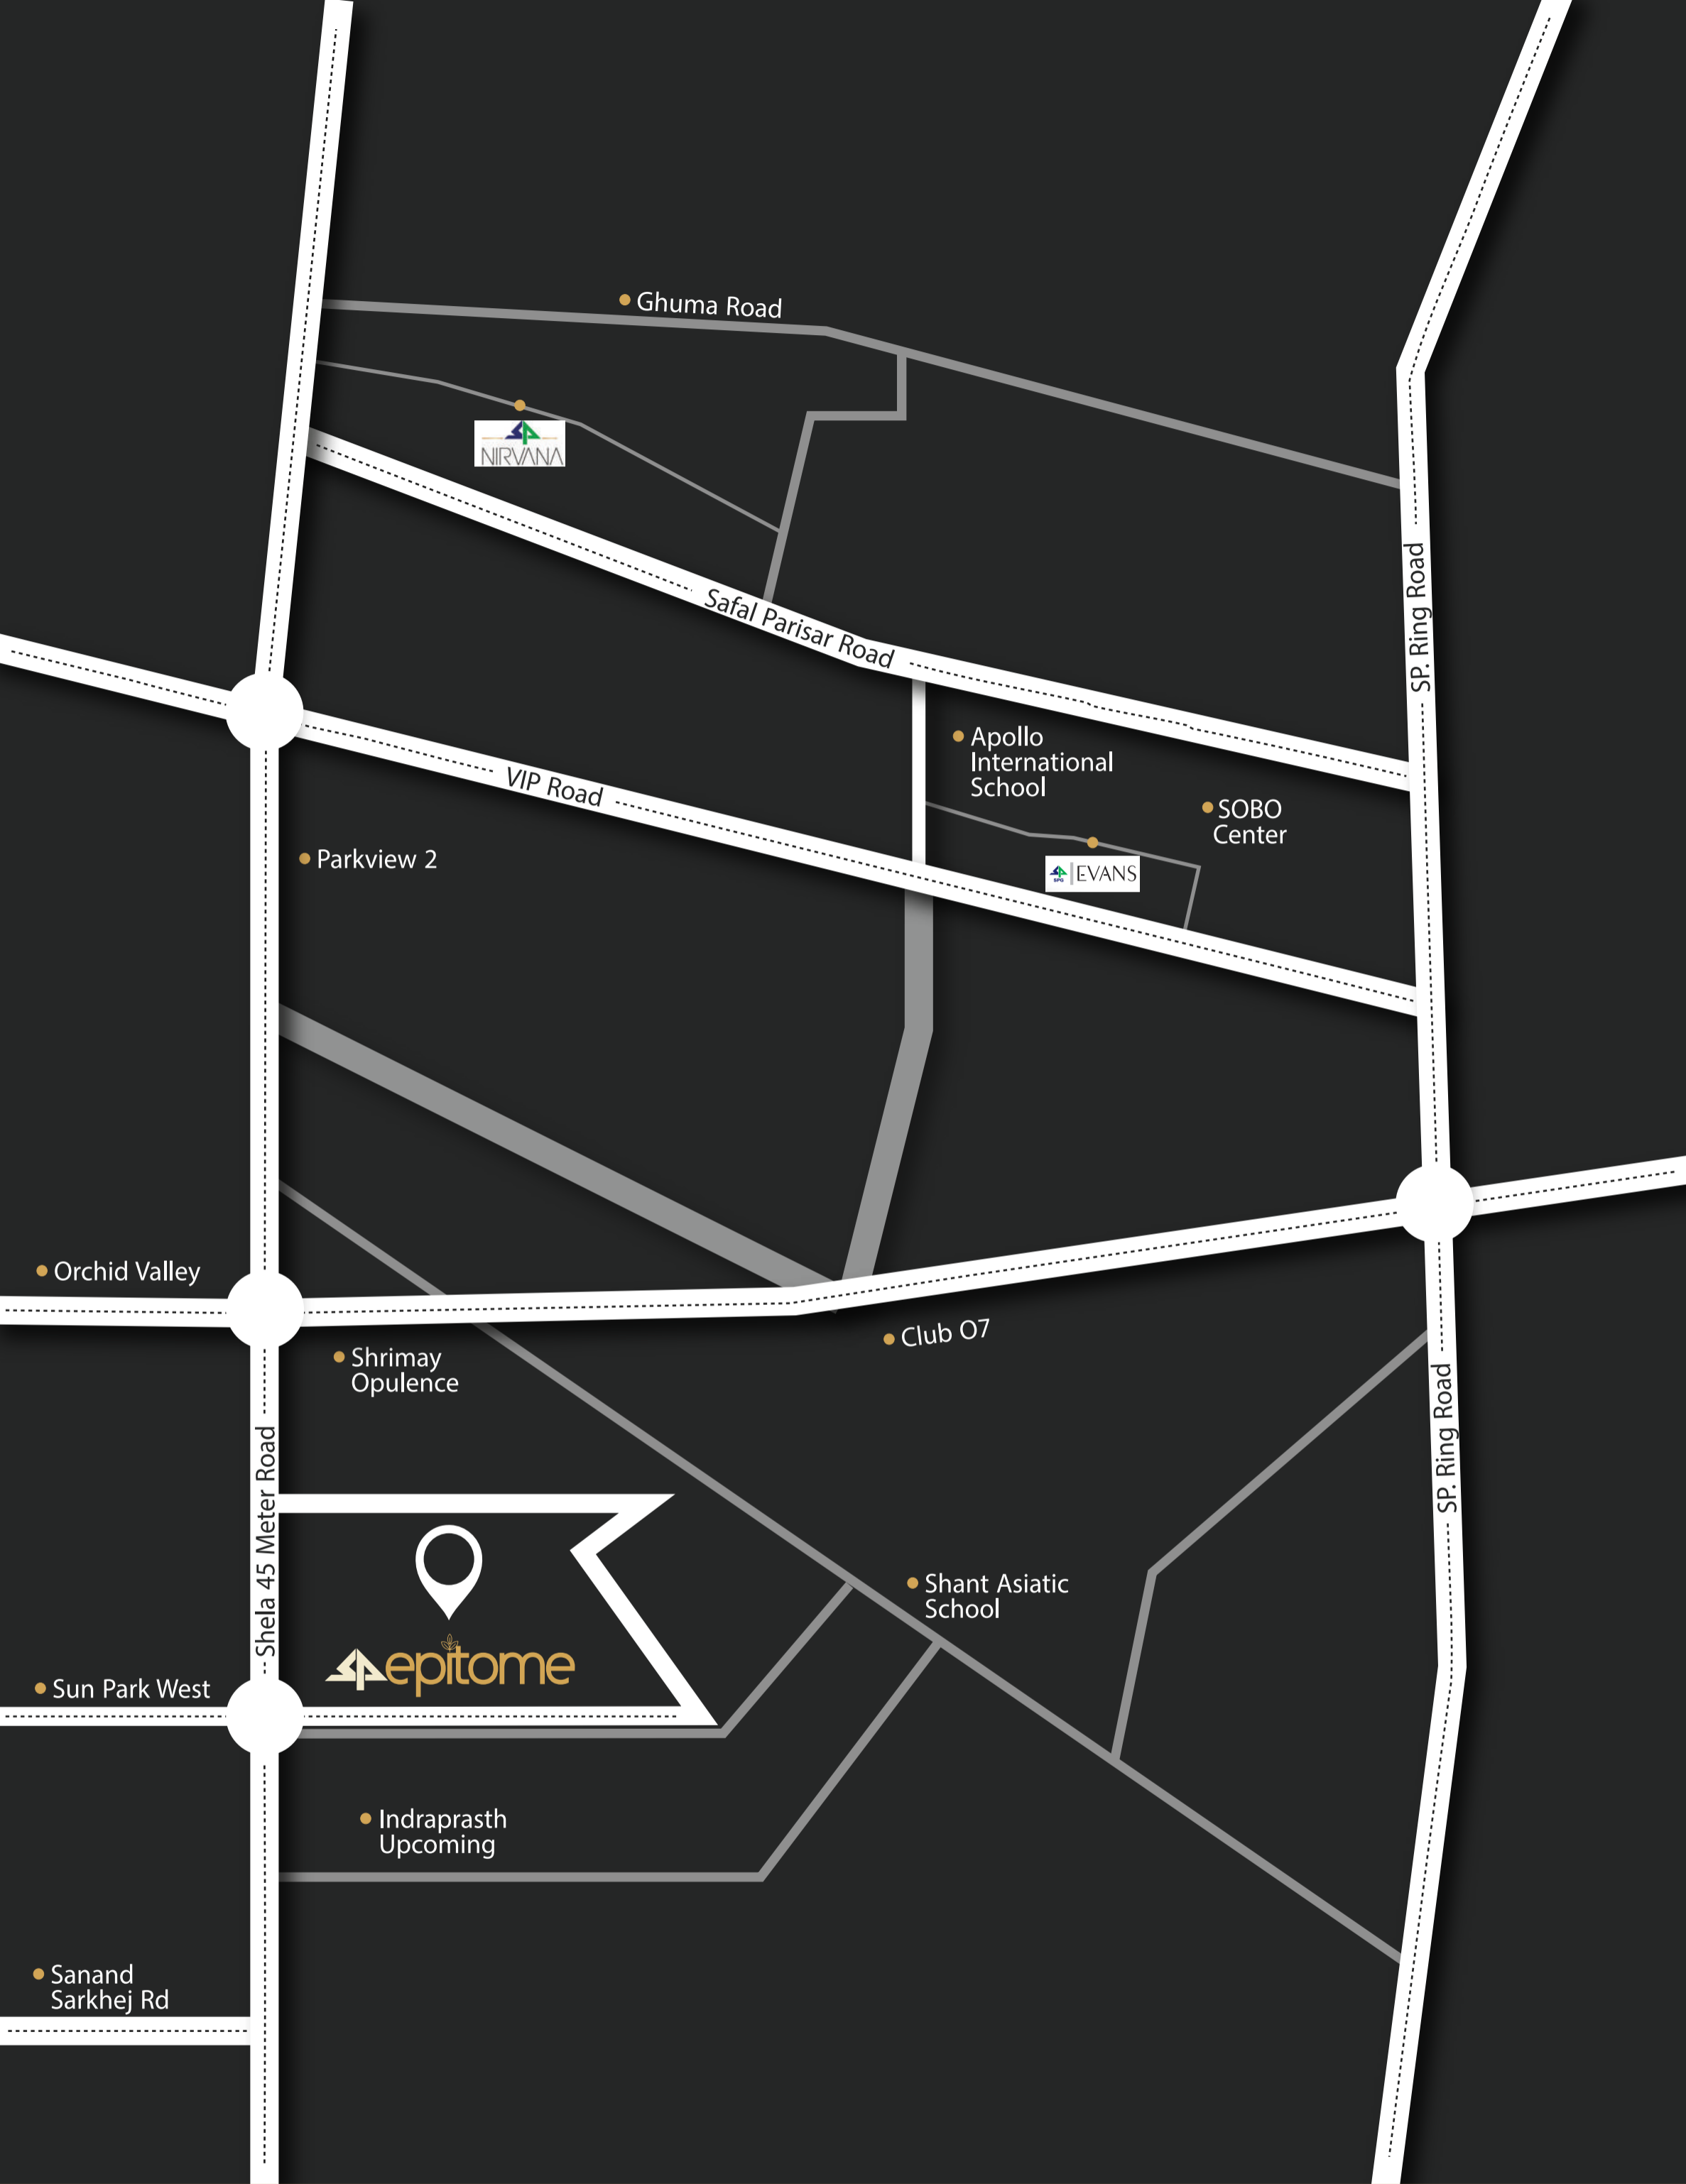 Ghuma Road
NIRVANA
Safal Parisar Road
SP. Ring Road
Apollo
International
School
SOBO
Center
VIP Road
Parkview 2
SPG
EVANS
Orchid Valley
Club O7
Shrimay
Opulence
SP. Ring Road
Shela 45 Meter Road
Shant Asiatic
School
epitome
Sun Park West
Indraprasth
Upcoming
Sanand
Sarkhej Rd